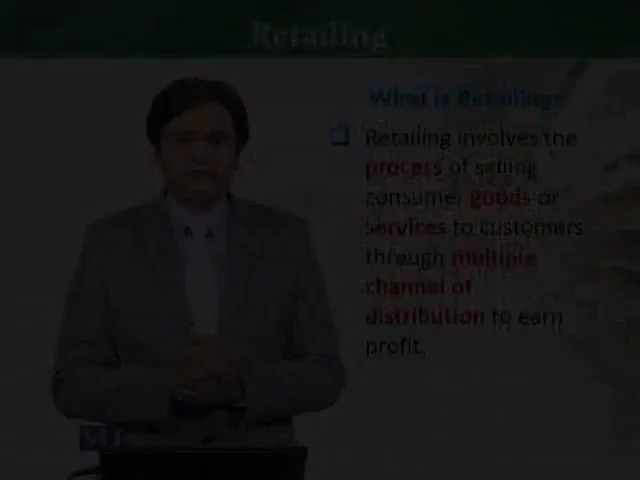 Retailing
What is Retailing?
Retailing involves the
process of selling
consumer goods or
services to customers
through multiple
channel of
distribution to earn
profit.